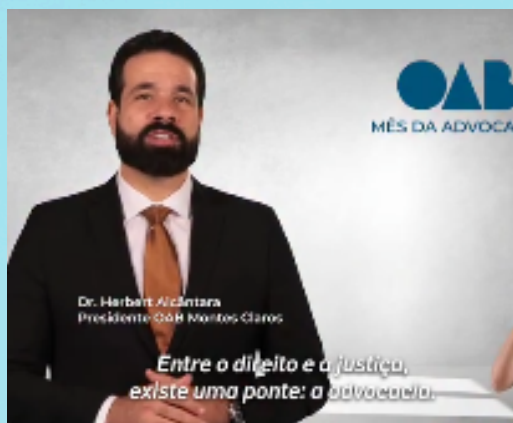 OAB
MÊS DA ADVOCA
Dr. Herbert Alcântara
Presidente OAB Montes Claros
Entre o direito e a justiça,
existe uma ponte: a advocacia.